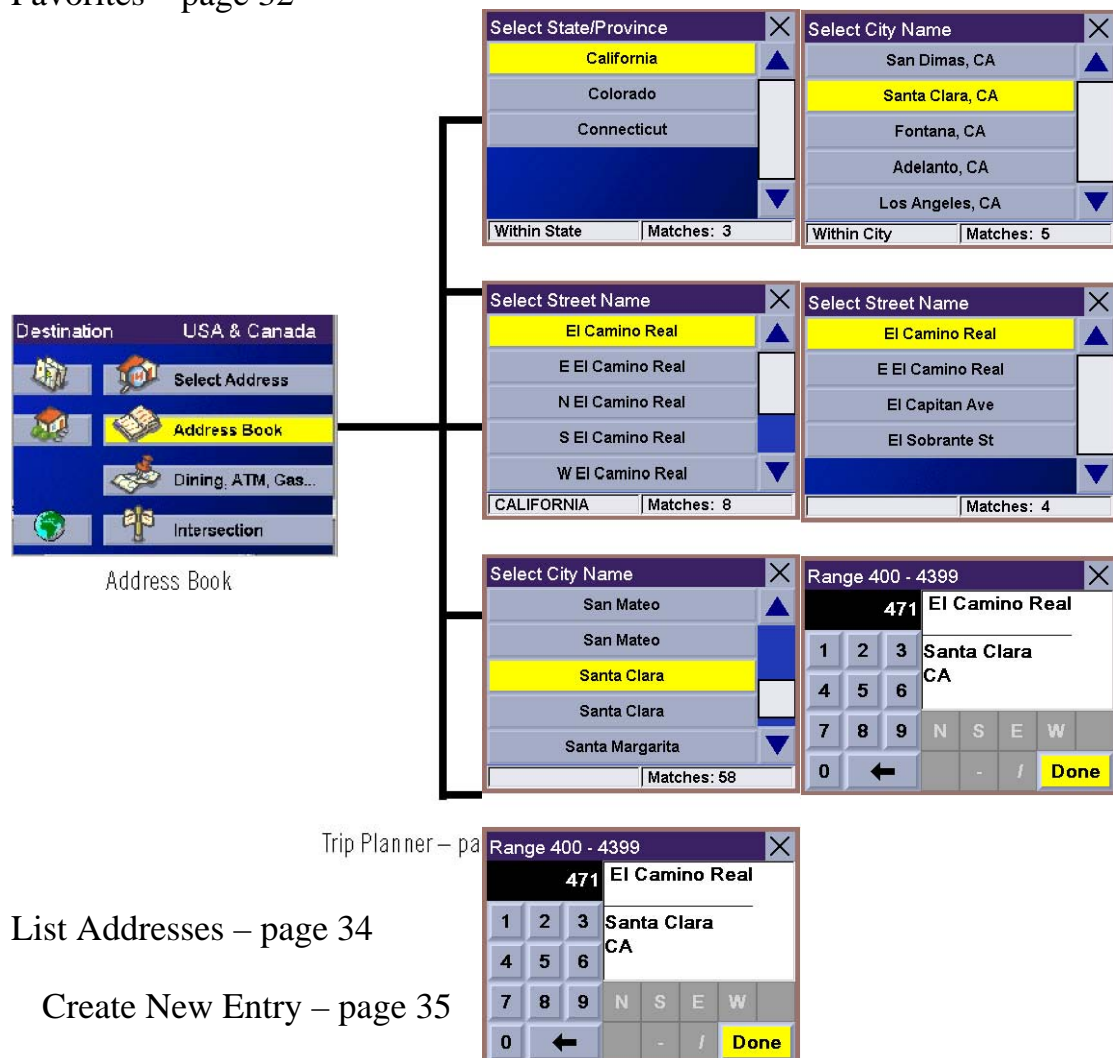 Favorites – page 32
Select State/Province
California
Colorado
Connecticut
Within State Matches: 3
Select City Name
San Dimas, CA
Santa Clara, CA
Fontana, CA
Adelanto, CA
Los Angeles, CA
Within City Matches: 5
Destination USA & Canada
Select Address
Address Book
Dining, ATM, Gas...
Intersection
Address Book
Select Street Name
El Camino Real
E El Camino Real
N El Camino Real
S El Camino Real
W El Camino Real
CALIFORNIA Matches: 8
Select Street Name
El Camino Real
E El Camino Real
El Capitan Ave
El Sobrante St
Matches: 4
Select City Name
San Mateo
San Mateo
Santa Clara
Santa Clara
Santa Margarita
Matches: 58
Range 400 - 4399
471 El Camino Real
1 2 3 Santa Clara
CA
4 5 6
7 8 9 N S E W
0 - / Done
Trip Planner – pa
Range 400 - 4399
471 El Camino Real
1 2 3 Santa Clara
CA
4 5 6
7 8 9 N S E W
0 - / Done
List Addresses – page 34
Create New Entry – page 35